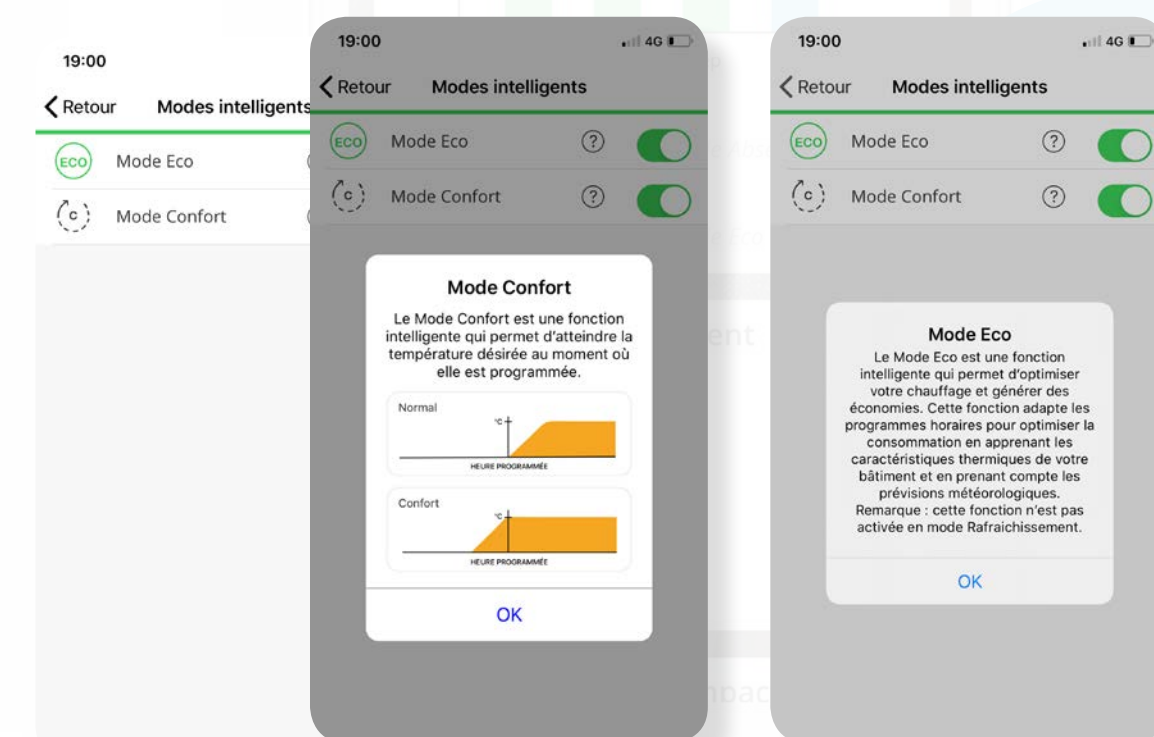 19:00
Retour Modes intelligents
ECO Mode Eco
C Mode Confort
19:00 4G
Retour Modes intelligents
ECO Mode Eco ?
C Mode Confort ?
Mode Confort
Le Mode Confort est une fonction
intelligente qui permet d'atteindre la
température désirée au moment où
elle est programmée.
Normal
°C
HEURE PROGRAMMÉE
Confort
°C
HEURE PROGRAMMÉE
OK
19:00 4G
Retour Modes intelligents
ECO Mode Eco ?
C Mode Confort ?
Mode Eco
Le Mode Eco est une fonction
intelligente qui permet d'optimiser
votre chauffage et générer des
économies. Cette fonction adapte les
programmes horaires pour optimiser la
consommation en apprenant les
caractéristiques thermiques de votre
bâtiment et en prenant compte les
prévisions météorologiques.
Remarque : cette fonction n'est pas
activée en mode Rafraichissement.
OK